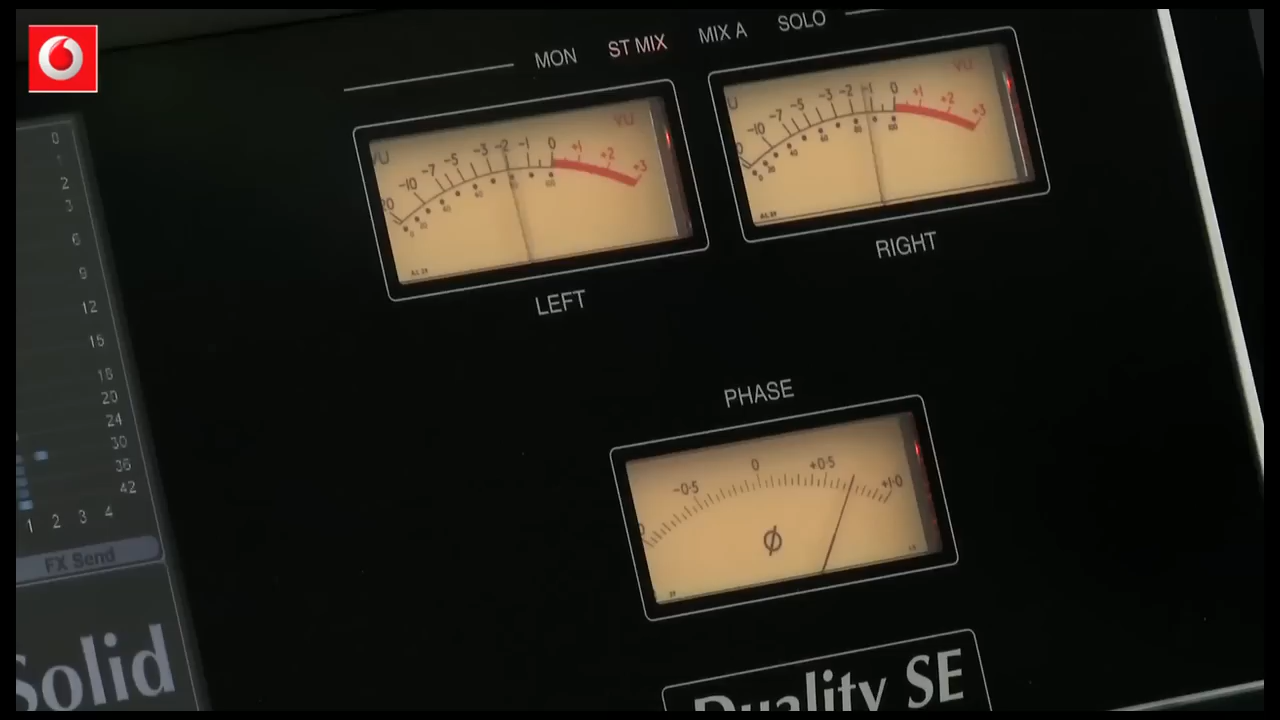 MON ST MIX MIX A SOLO
VU
20 -10 -7 -5 -3 -2 -1 0 +1 +2 +3
VU
LEFT
-10 -7 -5 -3 -2 -1 0 +1 +2 +3
VU
RIGHT
PHASE
-0·5 0 +0·5 +1·0
Ø
0
1
2
3
6
9
12
15
18
20
24
30
36
42
1 2 3 4
FX Send
Solid
Duality SE